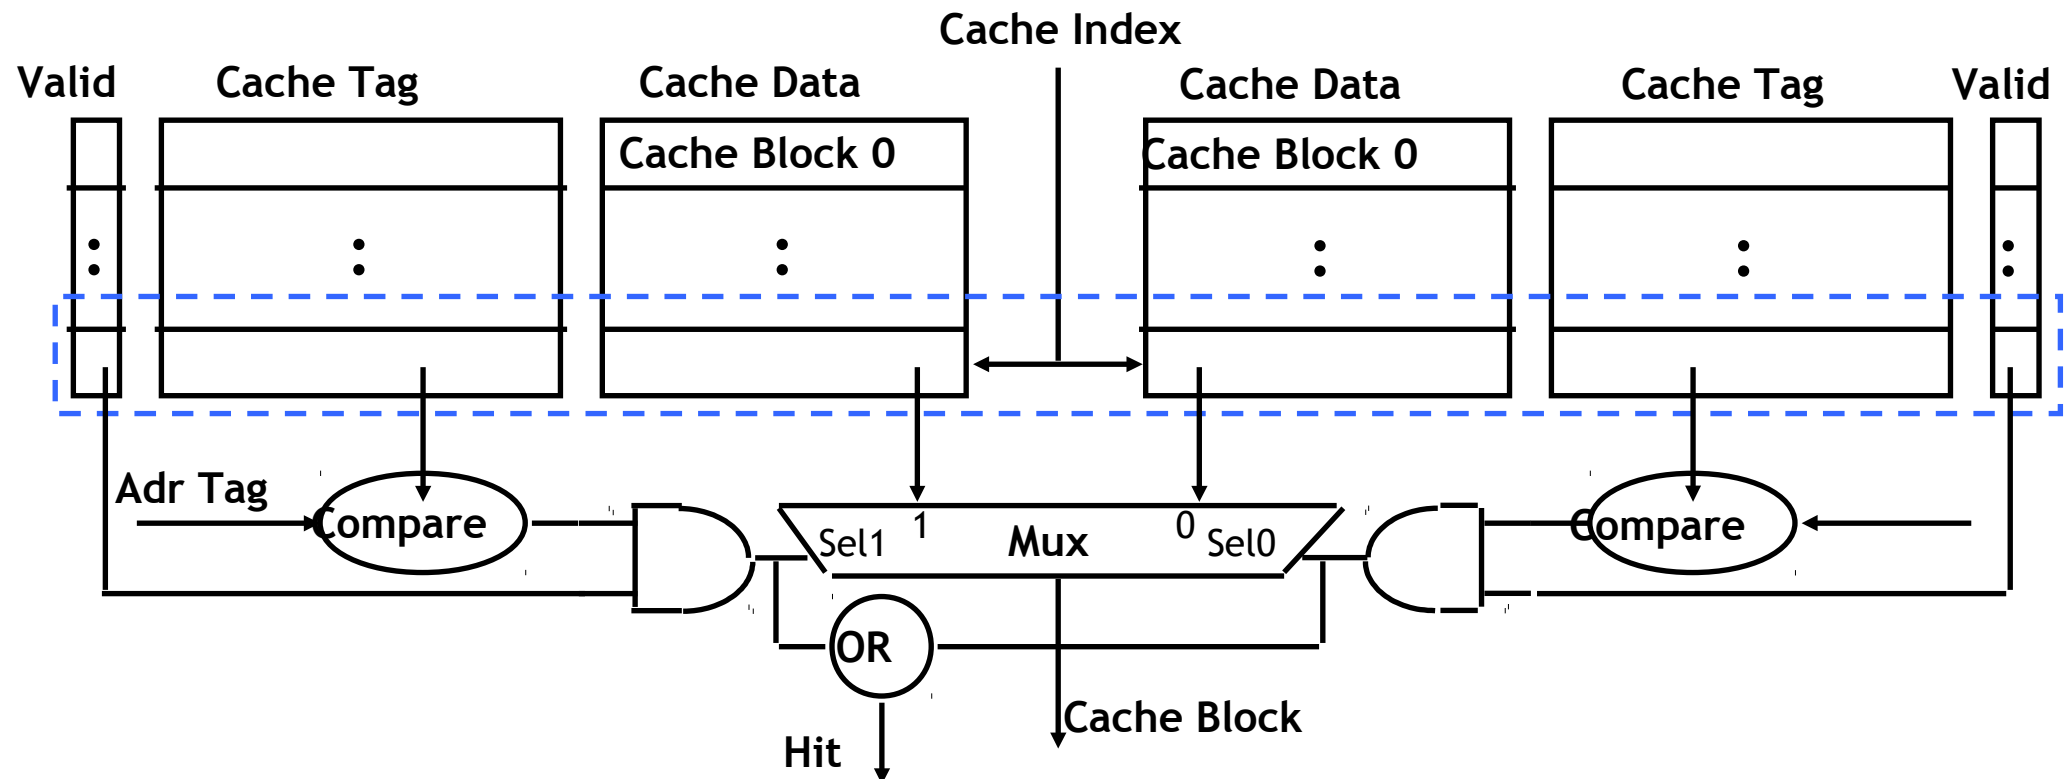 Cache Index
Valid
Cache Tag
Cache Data
Cache Data
Cache Tag
Valid
Cache Block 0
Cache Block 0
:
:
:
:
:
:
Adr Tag
Compare
Sel1
1
Mux
0
Sel0
Compare
OR
Cache Block
Hit